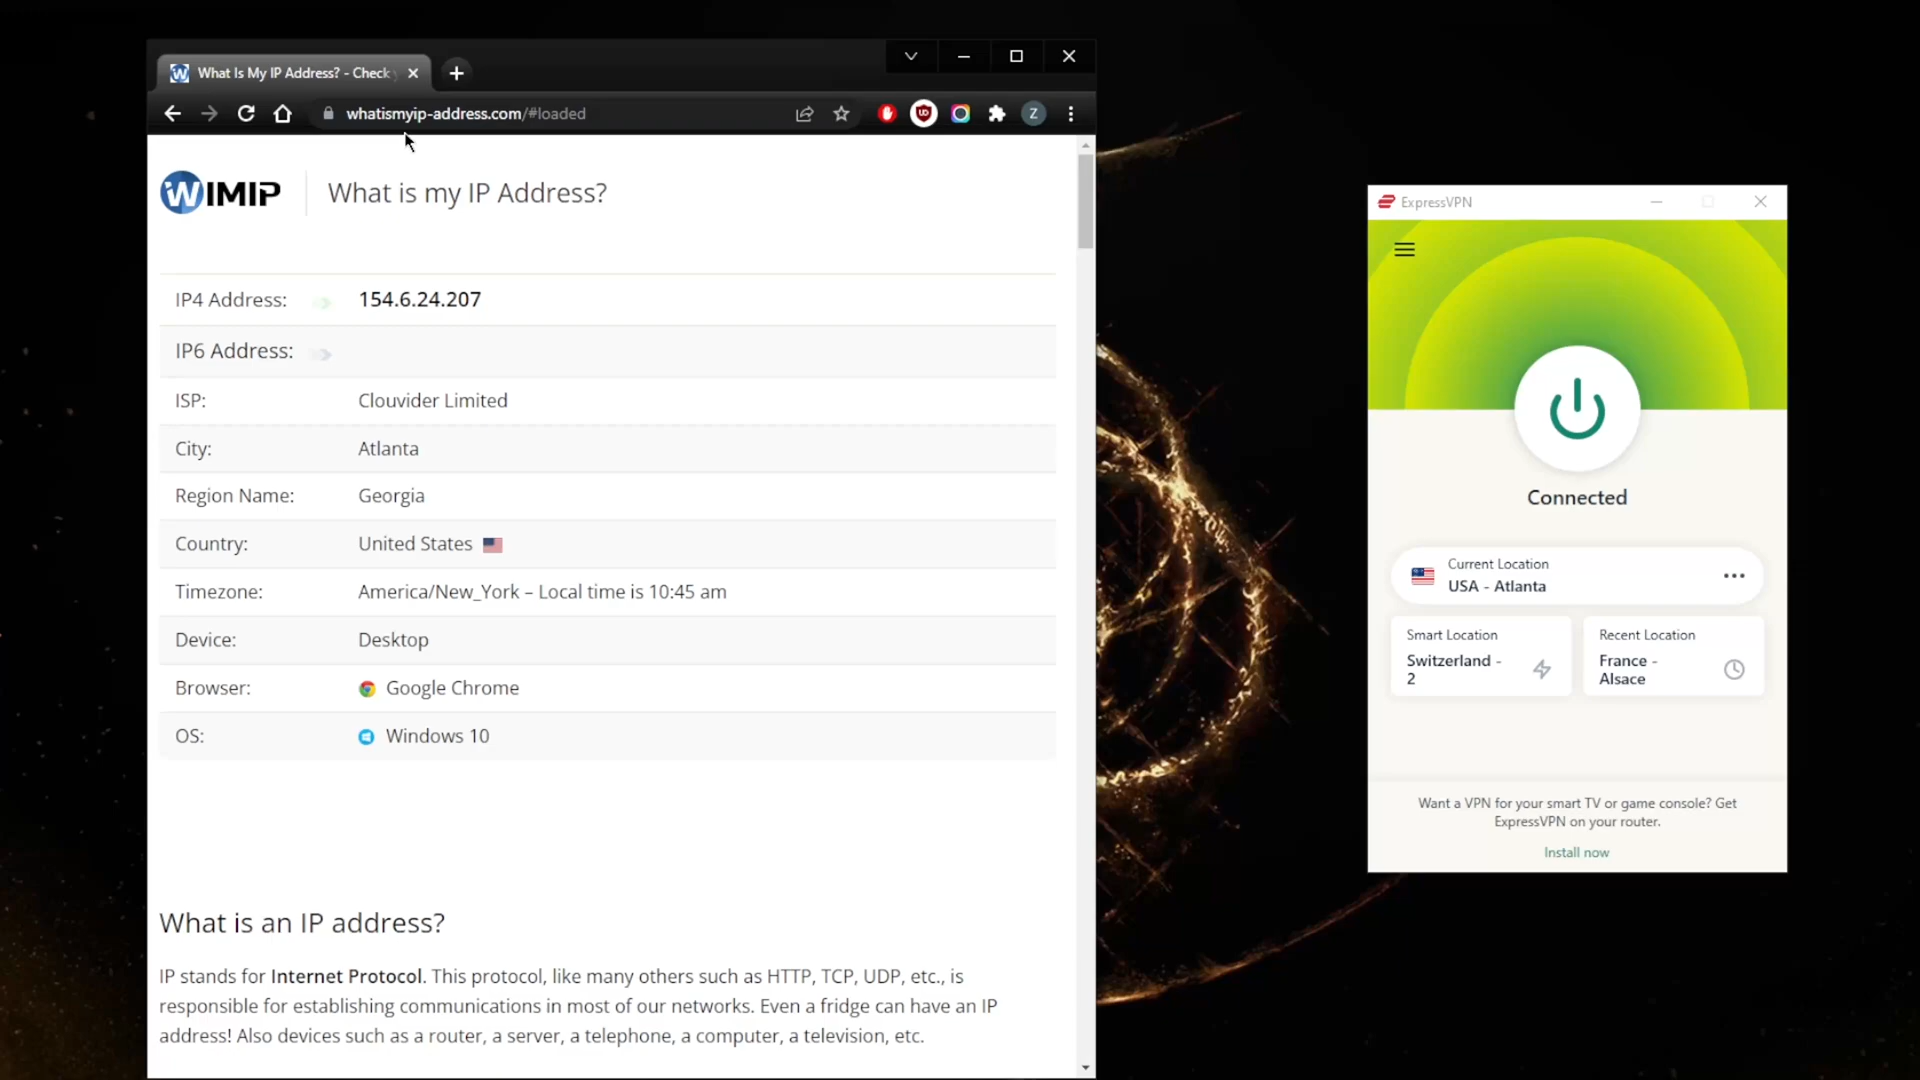 What Is My IP Address? - Check
whatismyip-address.com/#loaded
Z
WIMIP
What is my IP Address?
IP4 Address: 154.6.24.207
IP6 Address:
ISP: Clouvider Limited
City: Atlanta
Region Name: Georgia
Country: United States
Timezone: America/New_York – Local time is 10:45 am
Device: Desktop
Browser: Google Chrome
OS: Windows 10
What is an IP address?
IP stands for Internet Protocol. This protocol, like many others such as HTTP, TCP, UDP, etc., is
responsible for establishing communications in most of our networks. Even a fridge can have an IP
address! Also devices such as a router, a server, a telephone, a computer, a television, etc.
ExpressVPN
Connected
Current Location
USA - Atlanta
Smart Location
Switzerland -
2
Recent Location
France -
Alsace
Want a VPN for your smart TV or game console? Get
ExpressVPN on your router.
Install now